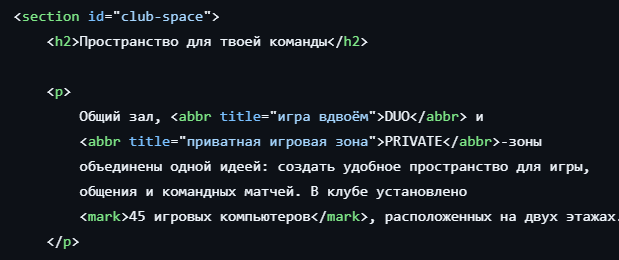 <section id="club-space">
<h2>Пространство для твоей команды</h2>
<p>
Общий зал, <abbr title="игра вдвоём">DUO</abbr> и
<abbr title="приватная игровая зона">PRIVATE</abbr>-зоны
объединены одной идеей: создать удобное пространство для игры,
общения и командных матчей. В клубе установлено
<mark>45 игровых компьютеров</mark>, расположенных на двух этажах.
</p>